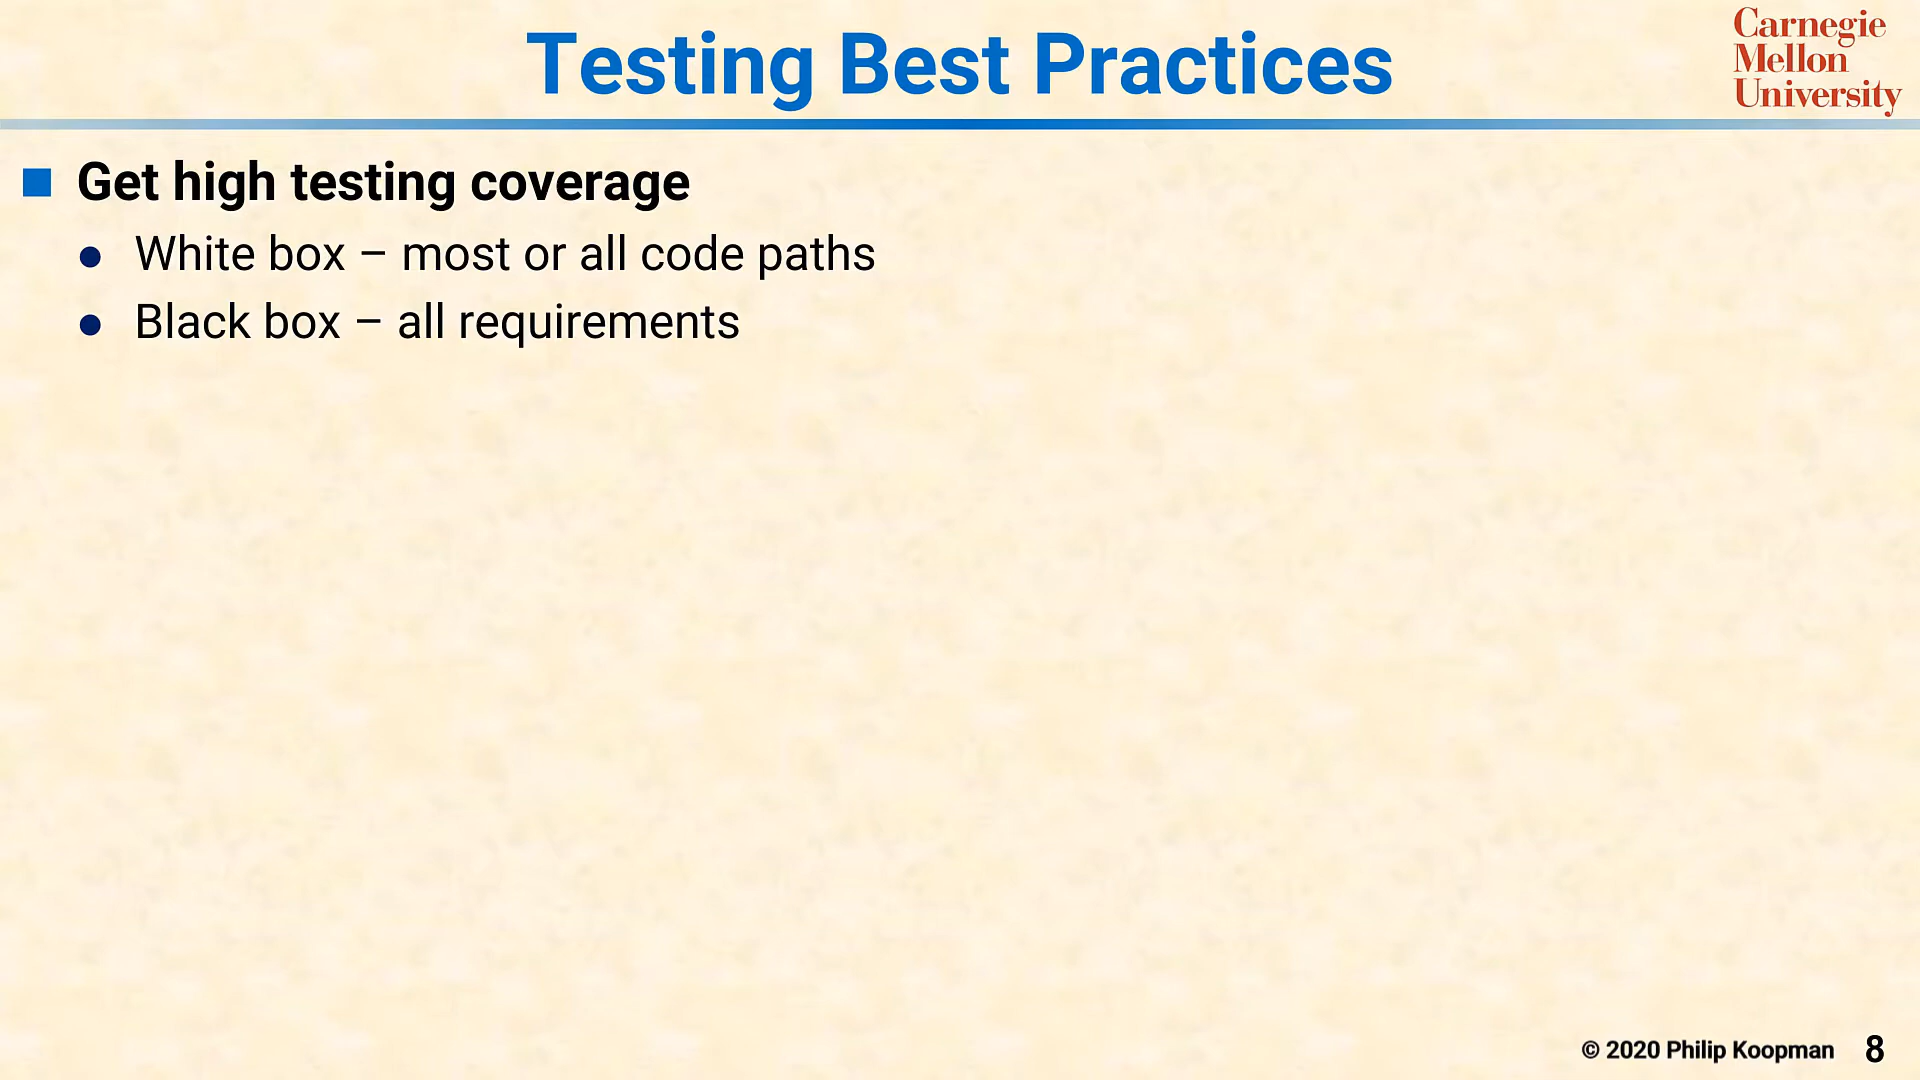 Testing Best Practices
Carnegie
Mellon
University
Get high testing coverage
White box – most or all code paths
Black box – all requirements
© 2020 Philip Koopman 8